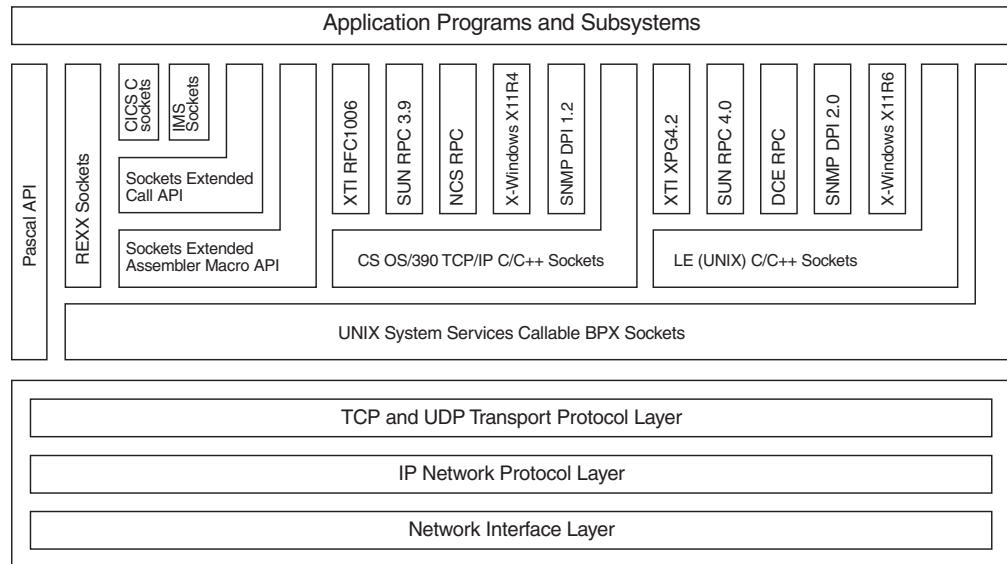 Application Programs and Subsystems
Pascal API
REXX Sockets
CICS C
sockets
IMS
Sockets
Sockets Extended
Call API
Sockets Extended
Assembler Macro API
XTI RFC1006
SUN RPC 3.9
NCS RPC
X-Windows X11R4
SNMP DPI 1.2
CS OS/390 TCP/IP C/C++ Sockets
XTI XPG4.2
SUN RPC 4.0
DCE RPC
SNMP DPI 2.0
X-Windows X11R6
LE (UNIX) C/C++ Sockets
UNIX System Services Callable BPX Sockets
TCP and UDP Transport Protocol Layer
IP Network Protocol Layer
Network Interface Layer